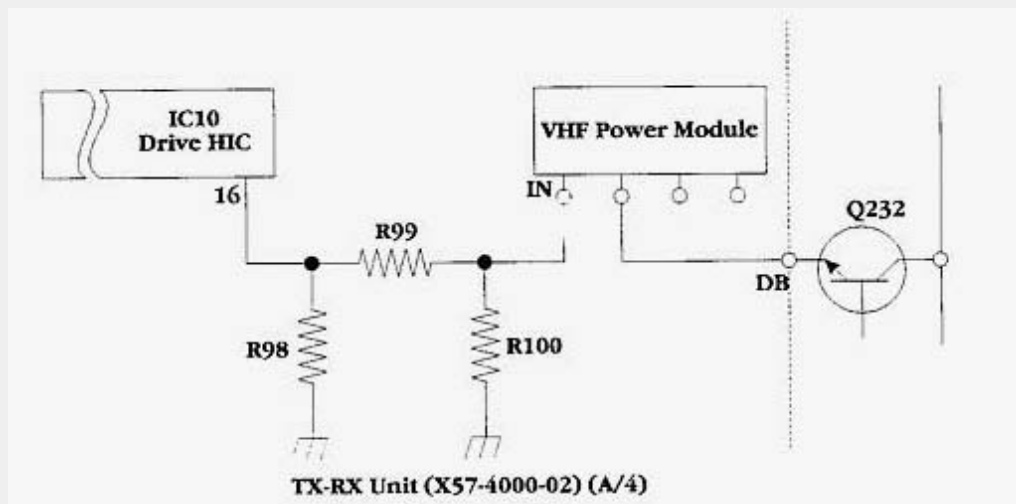 IC10
Drive HIC
16
VHF Power Module
IN
Q232
R99
DB
R98
R100
TX-RX Unit (X57-4000-02) (A/4)